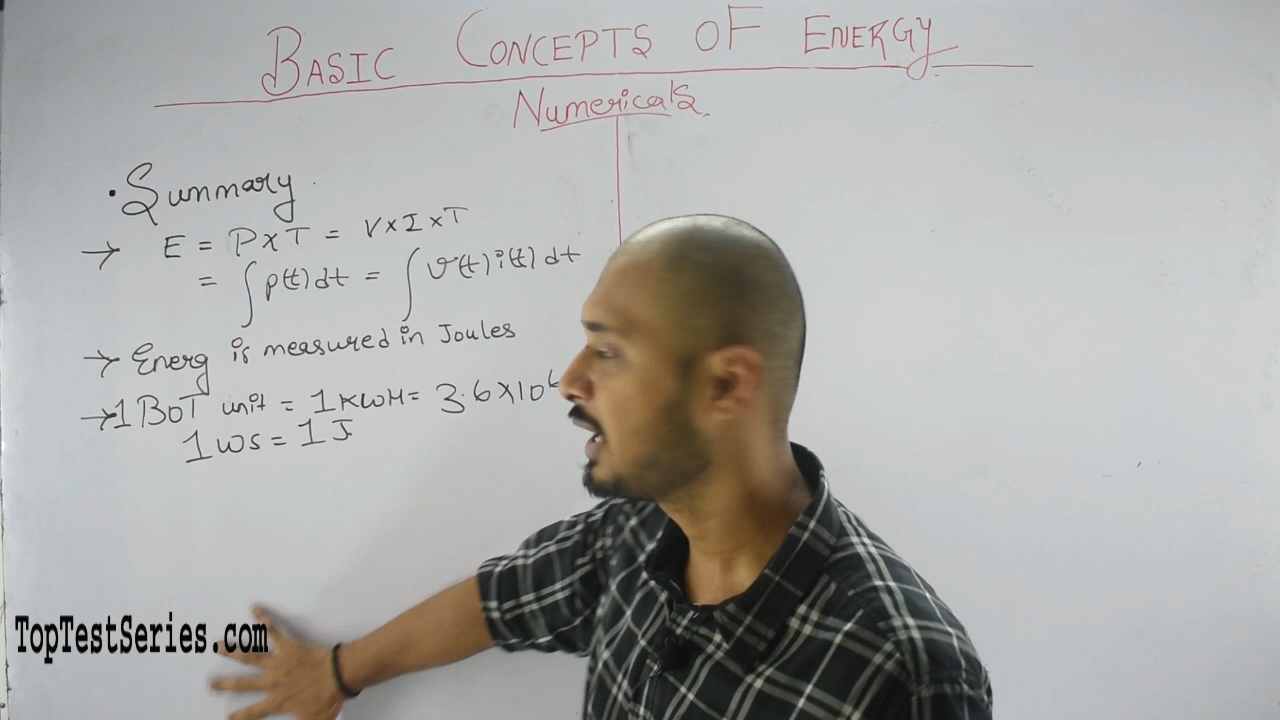 BASIC CONCEPTS OF ENERGY
Numericals
• Summary
→ E = P×T = V×I×T
= ∫p(t)dt = ∫v(t)i(t)dt
→ Energ is measured in Joules
→ 1 BOT unit = 1 KWH = 3.6×10⁶
1 WS = 1 J
TopTestSeries.com